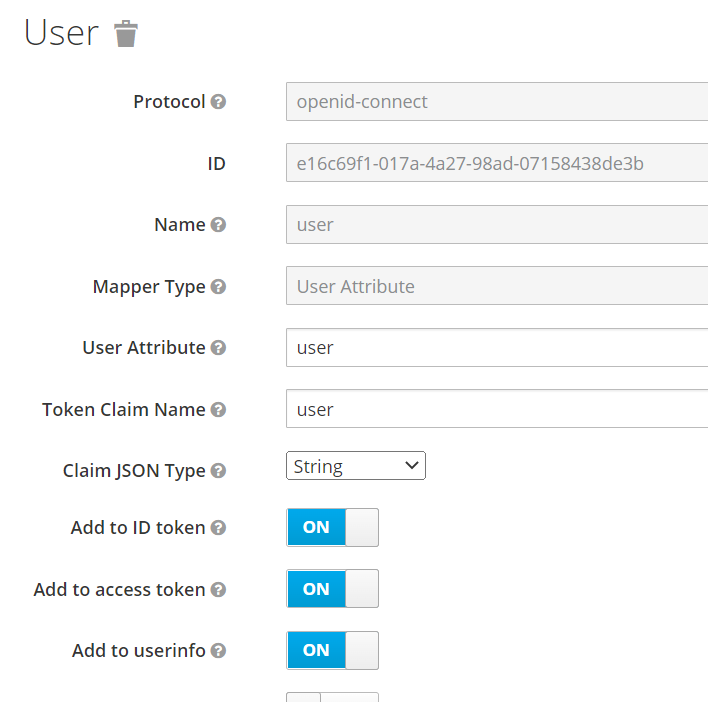 User
Protocol openid-connect
ID e16c69f1-017a-4a27-98ad-07158438de3b
Name user
Mapper Type User Attribute
User Attribute user
Token Claim Name user
Claim JSON Type String
Add to ID token ON
Add to access token ON
Add to userinfo ON